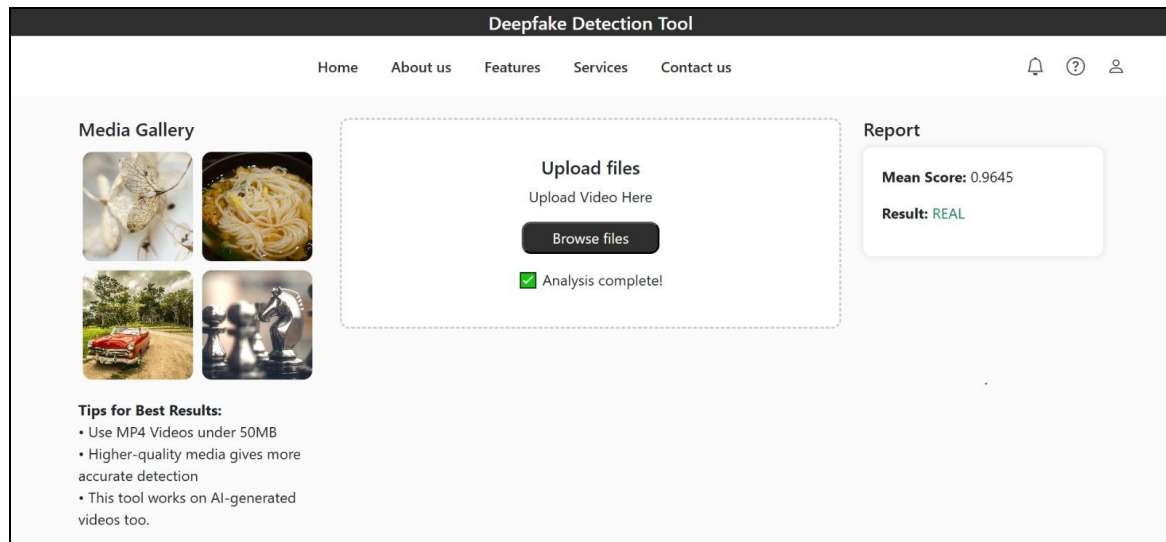 Deepfake Detection Tool
Home About us Features Services Contact us
Media Gallery
Upload files
Upload Video Here
Browse files
Analysis complete!
Report
Mean Score: 0.9645
Result: REAL
Tips for Best Results:
• Use MP4 Videos under 50MB
• Higher-quality media gives more
accurate detection
• This tool works on AI-generated
videos too.